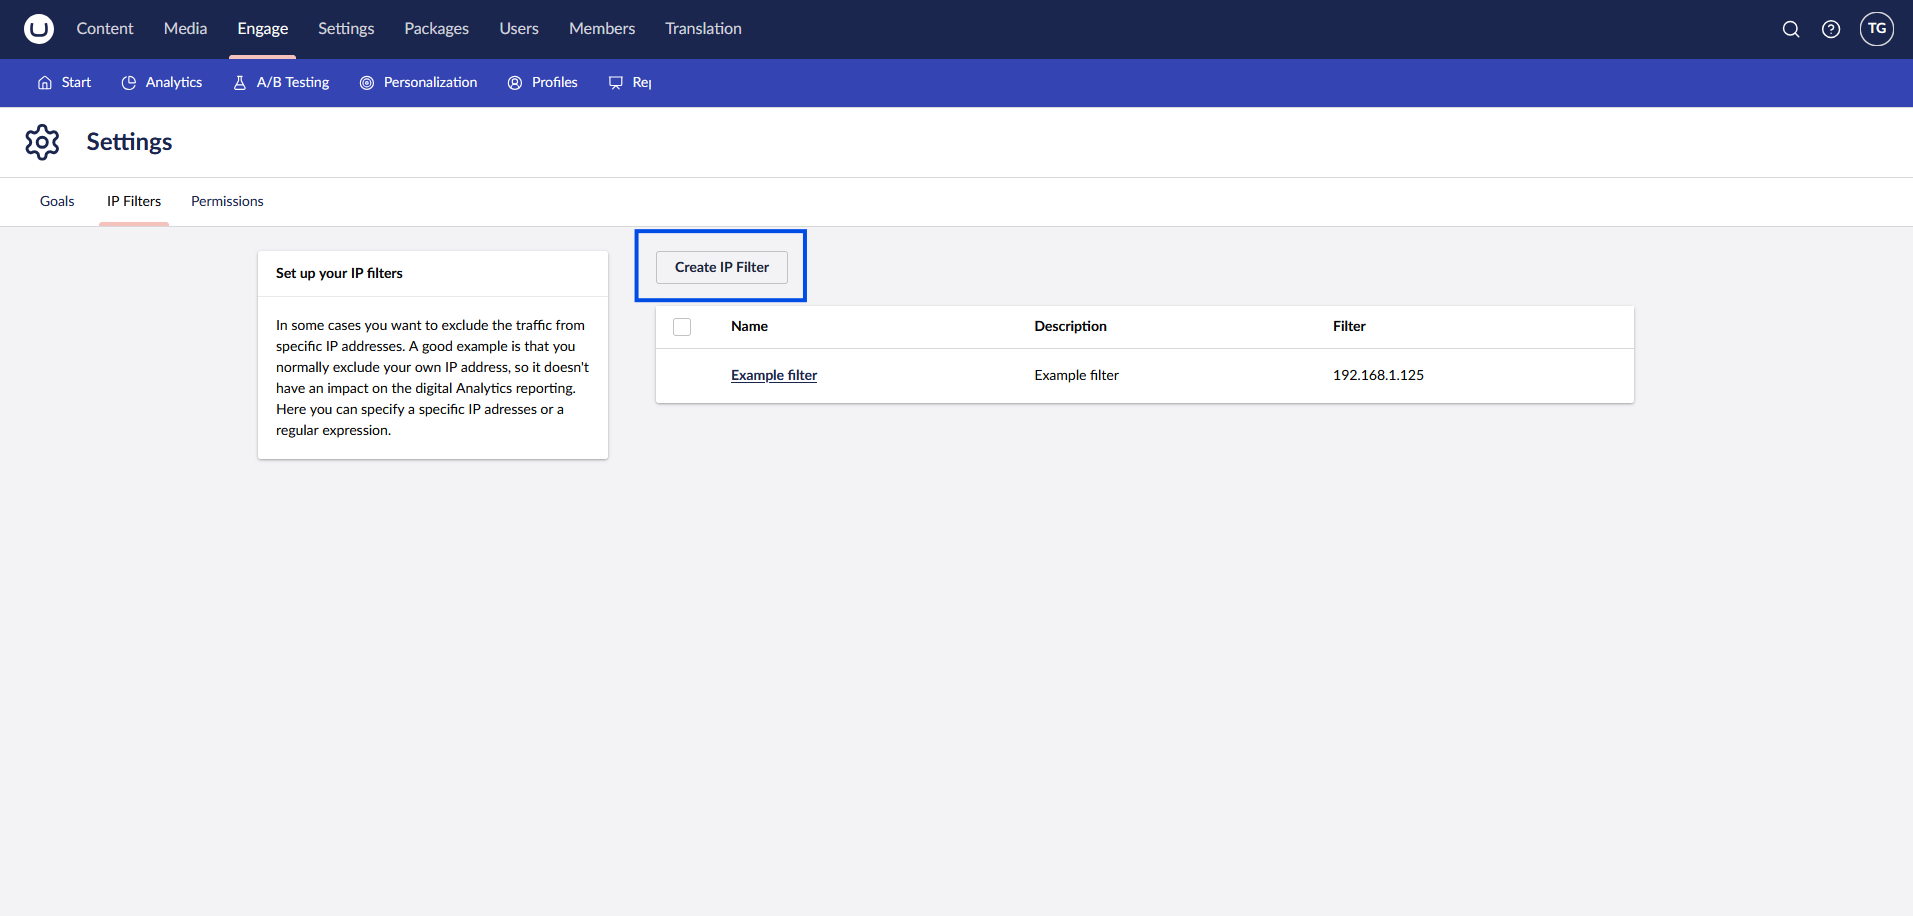 Content Media Engage Settings Packages Users Members Translation TG
Start Analytics A/B Testing Personalization Profiles
Settings
Goals IP Filters Permissions
Set up your IP filters
In some cases you want to exclude the traffic from
specific IP addresses. A good example is that you
normally exclude your own IP address, so it doesn't
have an impact on the digital Analytics reporting.
Here you can specify a specific IP adresses or a
regular expression.
Create IP Filter
Name Description Filter
Example filter Example filter 192.168.1.125